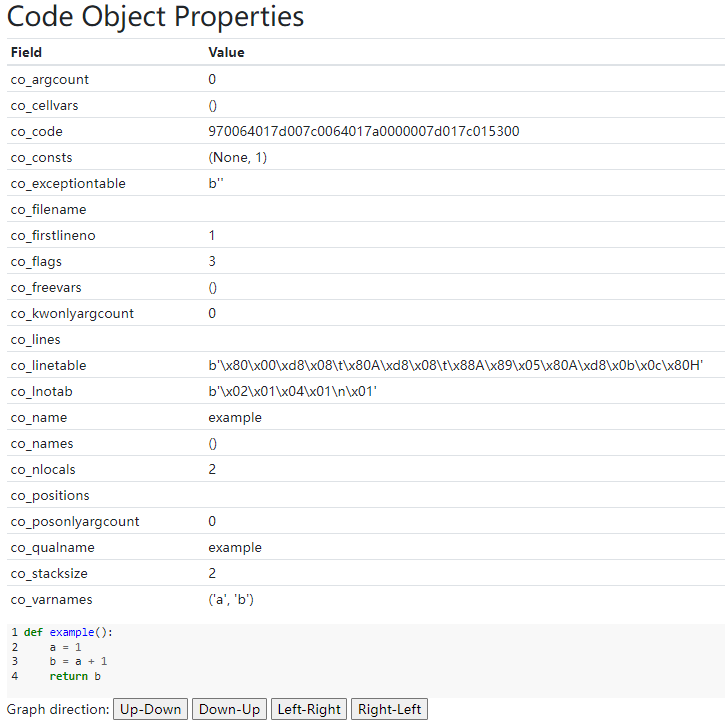 Code Object Properties
Field Value
co_argcount 0
co_cellvars ()
co_code 970064017d007c0064017a0000007d017c015300
co_consts (None, 1)
co_exceptiontable b''
co_filename
co_firstlineno 1
co_flags 3
co_freevars ()
co_kwonlyargcount 0
co_lines
co_linetable b'\x80\x00\xd8\x08\t\x80A\xd8\x08\t\x88A\x89\x05\x80A\xd8\x0b\x0c\x80H'
co_lnotab b'\x02\x01\x04\x01\n\x01'
co_name example
co_names ()
co_nlocals 2
co_positions
co_posonlyargcount 0
co_qualname example
co_stacksize 2
co_varnames ('a', 'b')
1 def example():
2     a = 1
3     b = a + 1
4     return b
Graph direction: Up-Down Down-Up Left-Right Right-Left